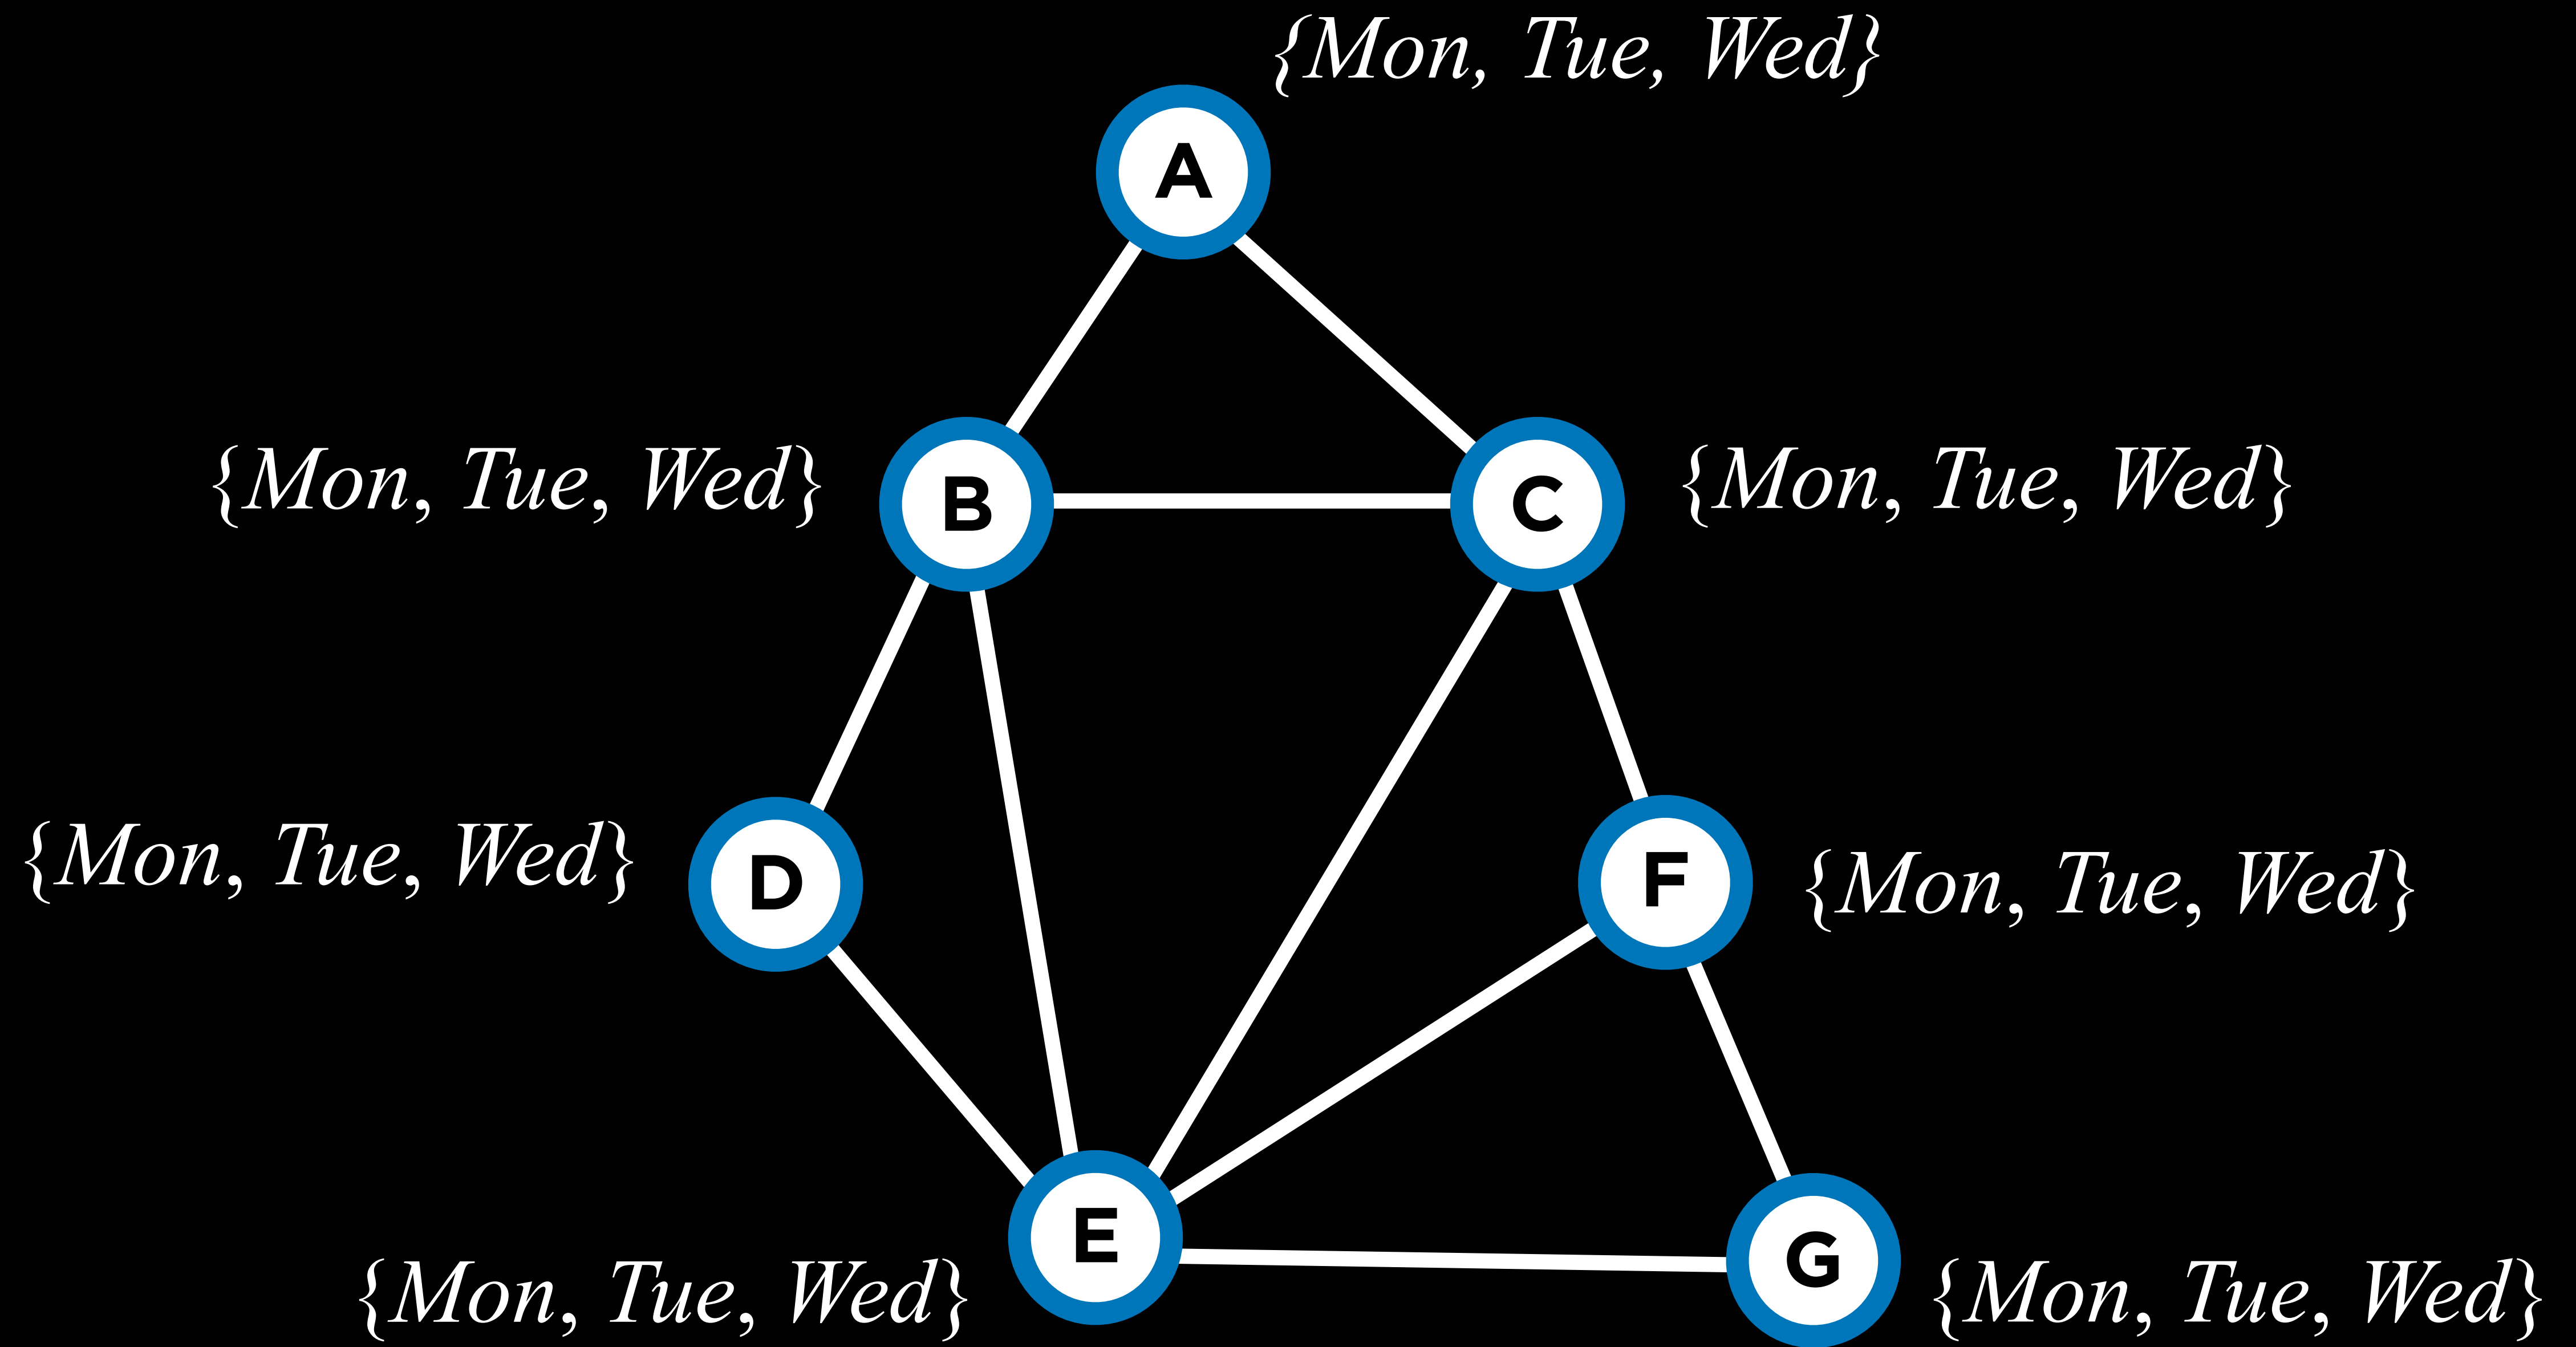 {Mon, Tue, Wed}
A
{Mon, Tue, Wed}
B
C
{Mon, Tue, Wed}
{Mon, Tue, Wed}
D
F
{Mon, Tue, Wed}
{Mon, Tue, Wed}
E
G
{Mon, Tue, Wed}